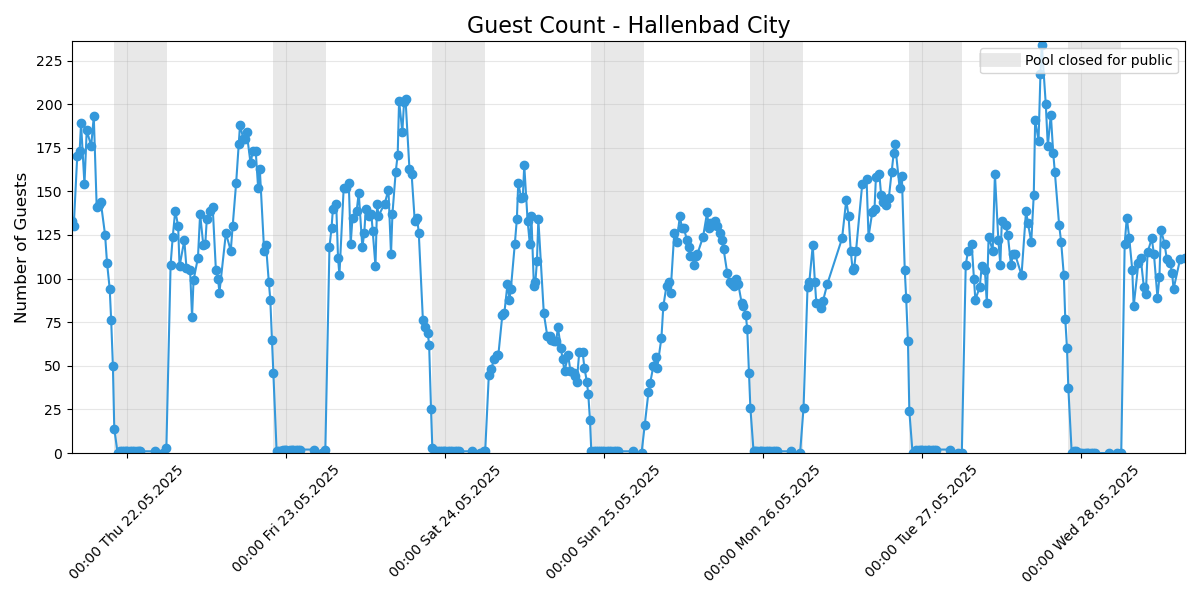 Guest Count - Hallenbad City
Number of Guests
225
200
175
150
125
100
75
50
25
0
Pool closed for public
00:00 Thu 22.05.2025
00:00 Fri 23.05.2025
00:00 Sat 24.05.2025
00:00 Sun 25.05.2025
00:00 Mon 26.05.2025
00:00 Tue 27.05.2025
00:00 Wed 28.05.2025